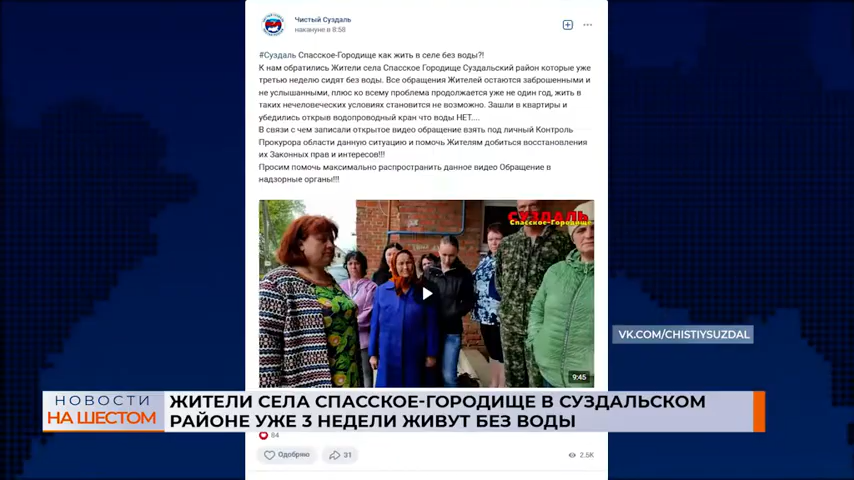 Чистый Суздаль
накануне в 8:58
#Суздаль Спасское-Городище как жить в селе без воды?!
К нам обратились Жители села Спасское Городище Суздальский район которые уже
третью неделю сидят без воды. Все обращения Жителей остаются заброшенными и
не услышанными, плюс ко всему проблема продолжается уже не один год, жить в
таких нечеловеческих условиях становится не возможно. Зашли в квартиры и
убедились открыв водопроводный кран что воды НЕТ....
В связи с чем записали открытое видео обращение взять под личный Контроль
Прокурора области данную ситуацию и помочь Жителям добиться восстановления
их Законных прав и интересов!!!
Просим помочь максимально распространить данное видео Обращение в
надзорные органы!!!
СУЗДАЛЬ
Спасское-Городище
VK.COM/CHISTIYSUZDAL
9:45
НОВОСТИ
НА ШЕСТОМ
ЖИТЕЛИ СЕЛА СПАССКОЕ-ГОРОДИЩЕ В СУЗДАЛЬСКОМ
РАЙОНЕ УЖЕ 3 НЕДЕЛИ ЖИВУТ БЕЗ ВОДЫ
64
Одобряю
31
2.5K